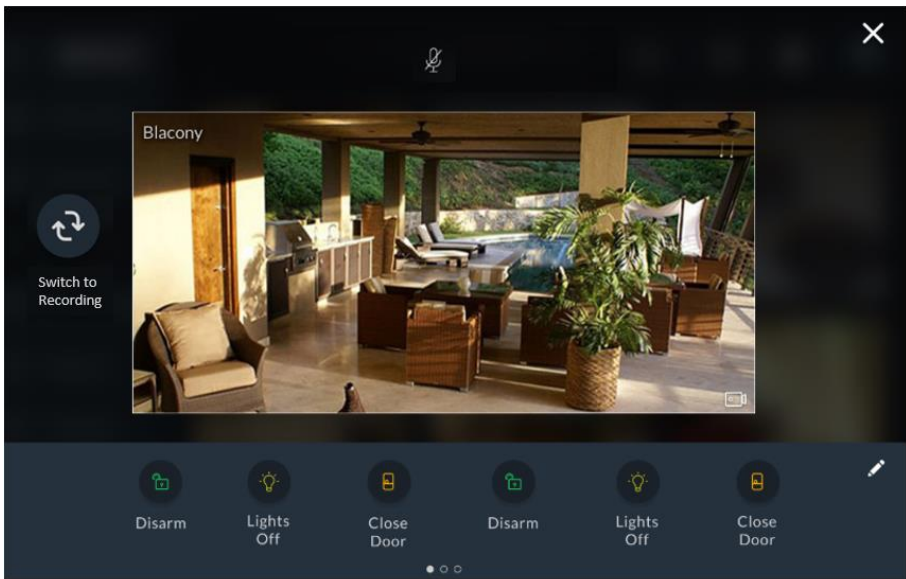 Blacony
Switch to
Recording
Disarm
Lights
Off
Close
Door
Disarm
Lights
Off
Close
Door